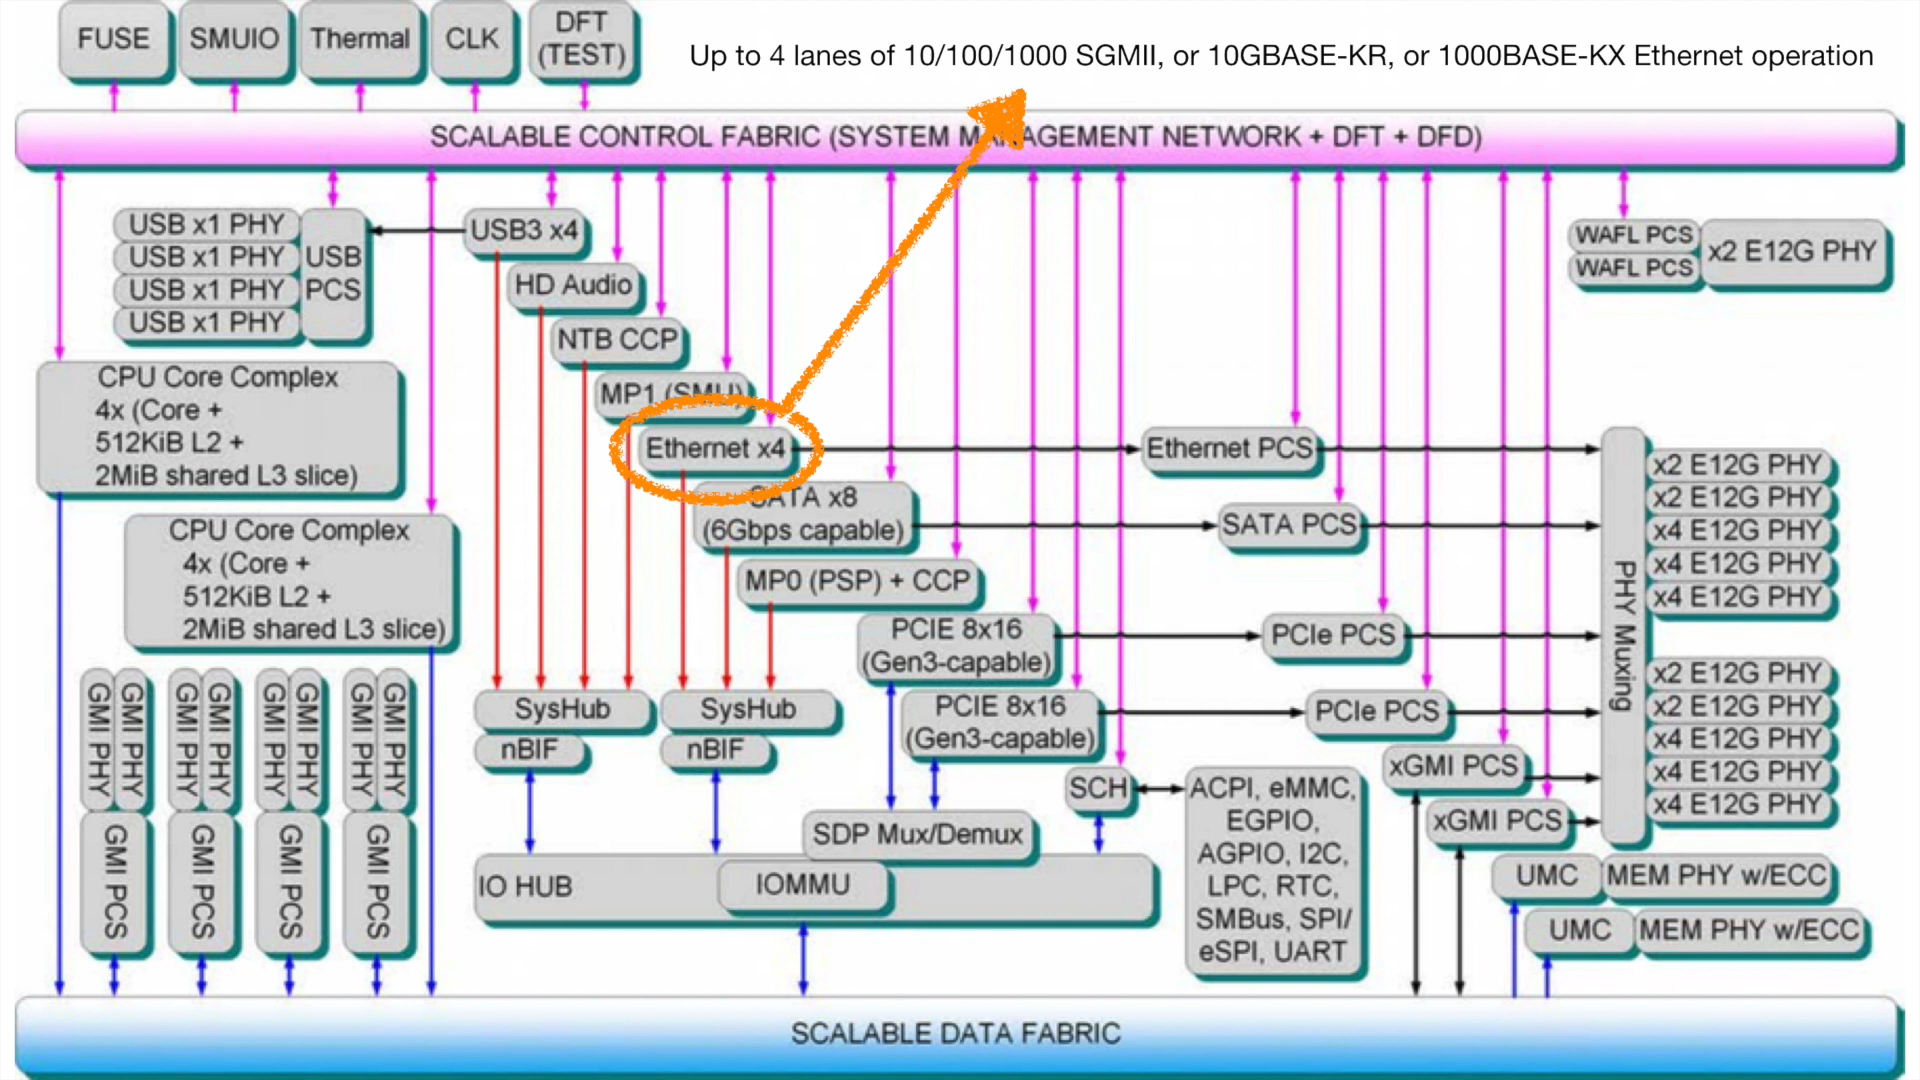 FUSE
SMUIO
Thermal
CLK
DFT
(TEST)
Up to 4 lanes of 10/100/1000 SGMII, or 10GBASE-KR, or 1000BASE-KX Ethernet operation
SCALABLE CONTROL FABRIC (SYSTEM MANAGEMENT NETWORK + DFT + DFD)
USB x1 PHY
USB x1 PHY
USB x1 PHY
USB x1 PHY
USB
PCS
USB3 x4
HD Audio
NTB CCP
MP1 (SMU)
Ethernet x4
SATA x8
(6Gbps capable)
MP0 (PSP) + CCP
PCIE 8x16
(Gen3-capable)
PCIE 8x16
(Gen3-capable)
WAFL PCS
WAFL PCS
x2 E12G PHY
CPU Core Complex
4x (Core +
512KiB L2 +
2MiB shared L3 slice)
CPU Core Complex
4x (Core +
512KiB L2 +
2MiB shared L3 slice)
Ethernet PCS
SATA PCS
PCIe PCS
PCIe PCS
xGMI PCS
xGMI PCS
PHY Muxing
x2 E12G PHY
x2 E12G PHY
x4 E12G PHY
x4 E12G PHY
x4 E12G PHY
x2 E12G PHY
x2 E12G PHY
x4 E12G PHY
x4 E12G PHY
x4 E12G PHY
GMI PHY
GMI PHY
GMI PHY
GMI PHY
GMI PHY
GMI PHY
GMI PHY
GMI PHY
GMI PCS
GMI PCS
GMI PCS
GMI PCS
SysHub
nBIF
SysHub
nBIF
SDP Mux/Demux
IO HUB
IOMMU
SCH
ACPI, eMMC,
EGPIO,
AGPIO, I2C,
LPC, RTC,
SMBus, SPI/
eSPI, UART
UMC
MEM PHY w/ECC
UMC
MEM PHY w/ECC
SCALABLE DATA FABRIC